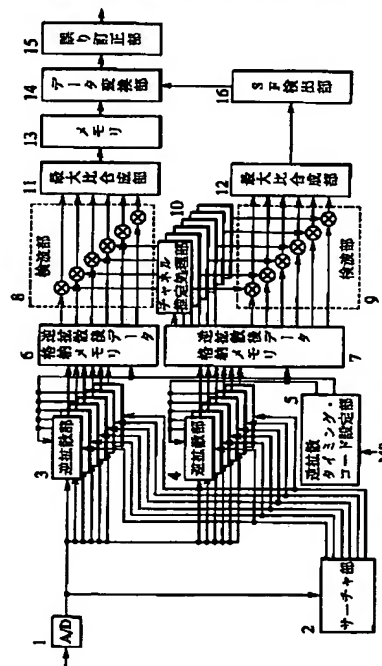 1
A/D
2
サーチャ部
3
逆拡散部
4
逆拡散部
5
逆拡散
タイミング・
コード設定部
6
逆拡散後データ
格納メモリ
7
逆拡散後データ
格納メモリ
8
検波部
9
検波部
10
チャネル
推定処理部
11
最大比合成部
12
最大比合成部
13
メモリ
14
データ変換部
15
誤り訂正部
16
SF検出部